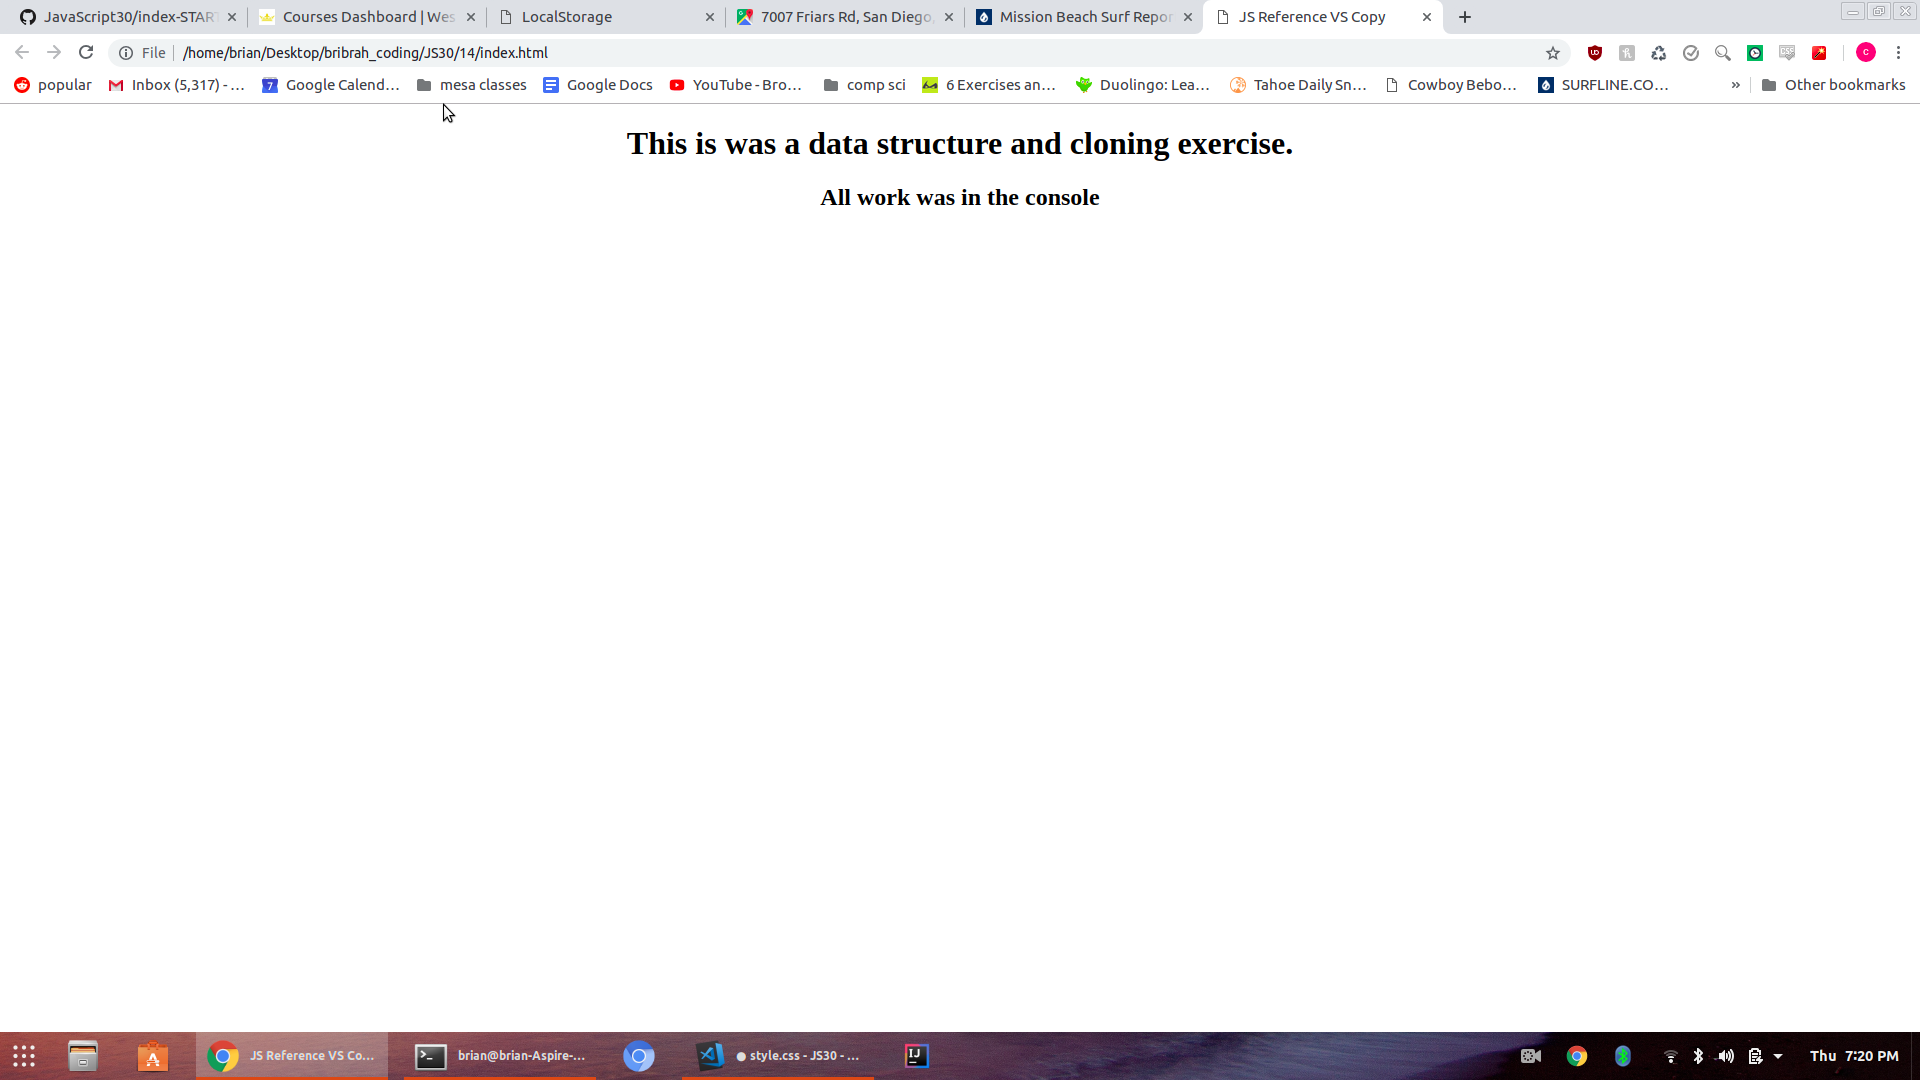 JavaScript30/index-START
Courses Dashboard | Wes
LocalStorage
7007 Friars Rd, San Diego,
Mission Beach Surf Repor
JS Reference VS Copy
File
/home/brian/Desktop/bribrah_coding/JS30/14/index.html
popular
Inbox (5,317) - ...
Google Calend...
mesa classes
Google Docs
YouTube - Bro...
comp sci
6 Exercises an...
Duolingo: Lea...
Tahoe Daily Sn...
Cowboy Bebo...
SURFLINE.CO...
»
Other bookmarks
This is was a data structure and cloning exercise.
All work was in the console
JS Reference VS Co...
brian@brian-Aspire-...
● style.css - JS30 - ...
Thu 7:20 PM